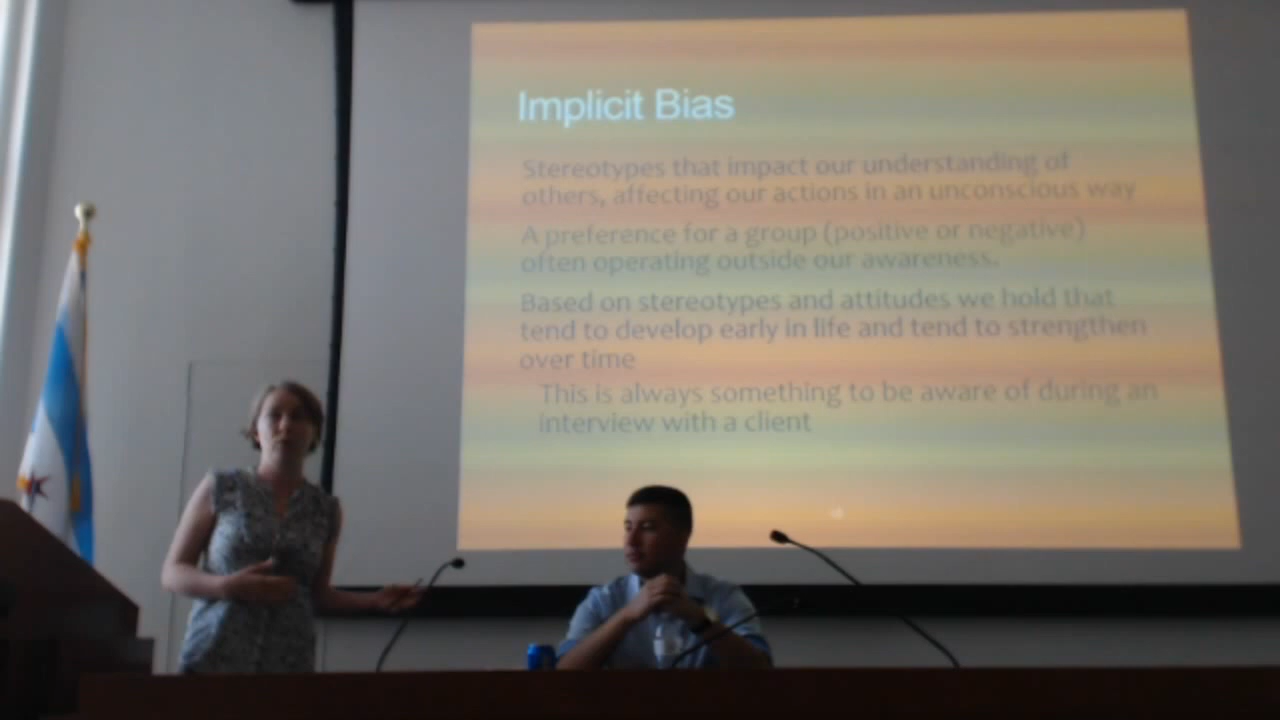 Implicit Bias
Stereotypes that impact our understanding of
others, affecting our actions in an unconscious way
A preference for a group (positive or negative)
often operating outside our awareness.
Based on stereotypes and attitudes we hold that
tend to develop early in life and tend to strengthen
over time
This is always something to be aware of during an
interview with a client